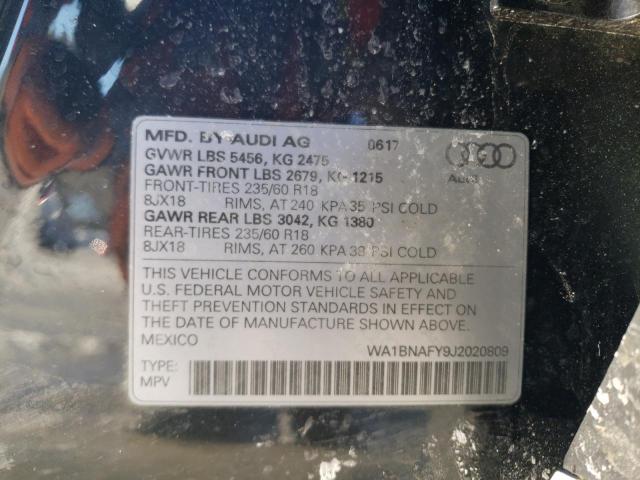 MFD. BY AUDI AG 0617
GVWR LBS 5456, KG 2475
GAWR FRONT LBS 2679, KG 1215
FRONT-TIRES 235/60 R18
8JX18 RIMS, AT 240 KPA 35 PSI COLD
GAWR REAR LBS 3042, KG 1380
REAR-TIRES 235/60 R18
8JX18 RIMS, AT 260 KPA 38 PSI COLD
Audi
THIS VEHICLE CONFORMS TO ALL APPLICABLE
U.S. FEDERAL MOTOR VEHICLE SAFETY AND
THEFT PREVENTION STANDARDS IN EFFECT ON
THE DATE OF MANUFACTURE SHOWN ABOVE.
MEXICO WA1BNAFY9J2020809
TYPE:
MPV